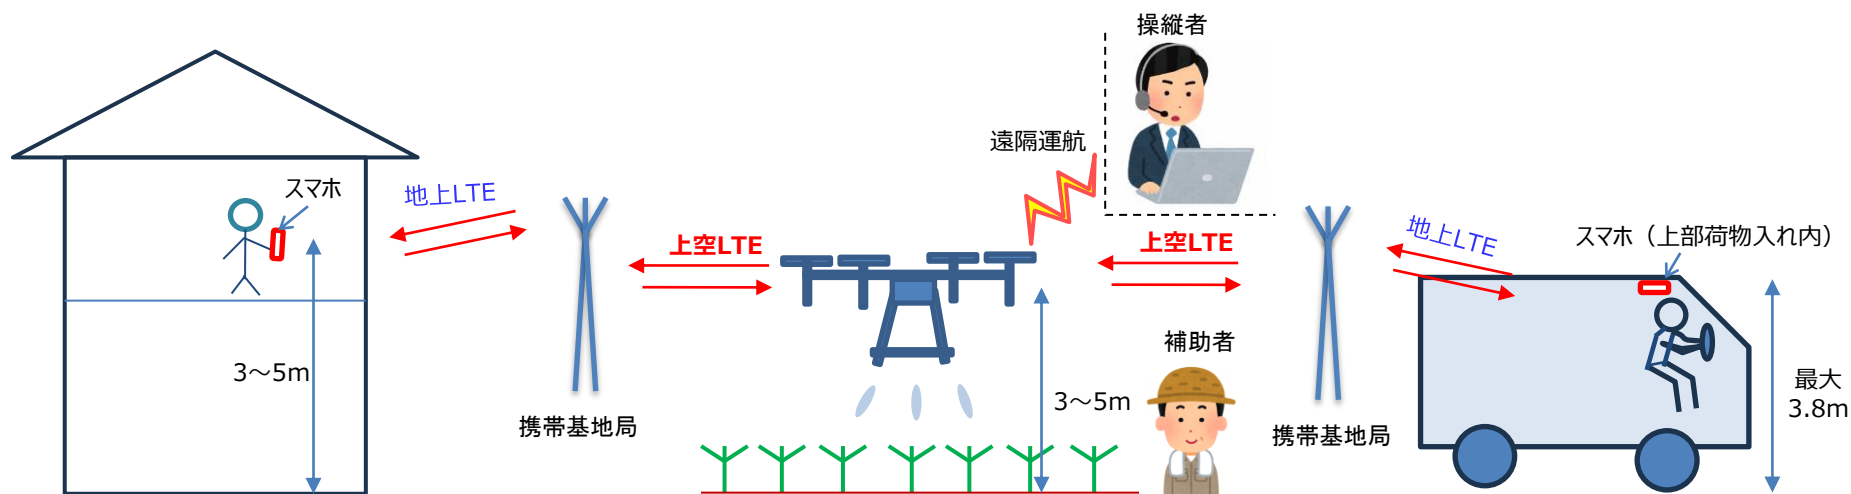 操縦者
遠隔運航
スマホ
地上LTE
上空LTE
上空LTE
地上LTE
スマホ（上部荷物入れ内）
補助者
3～5m
3～5m
最大
3.8m
携帯基地局
携帯基地局